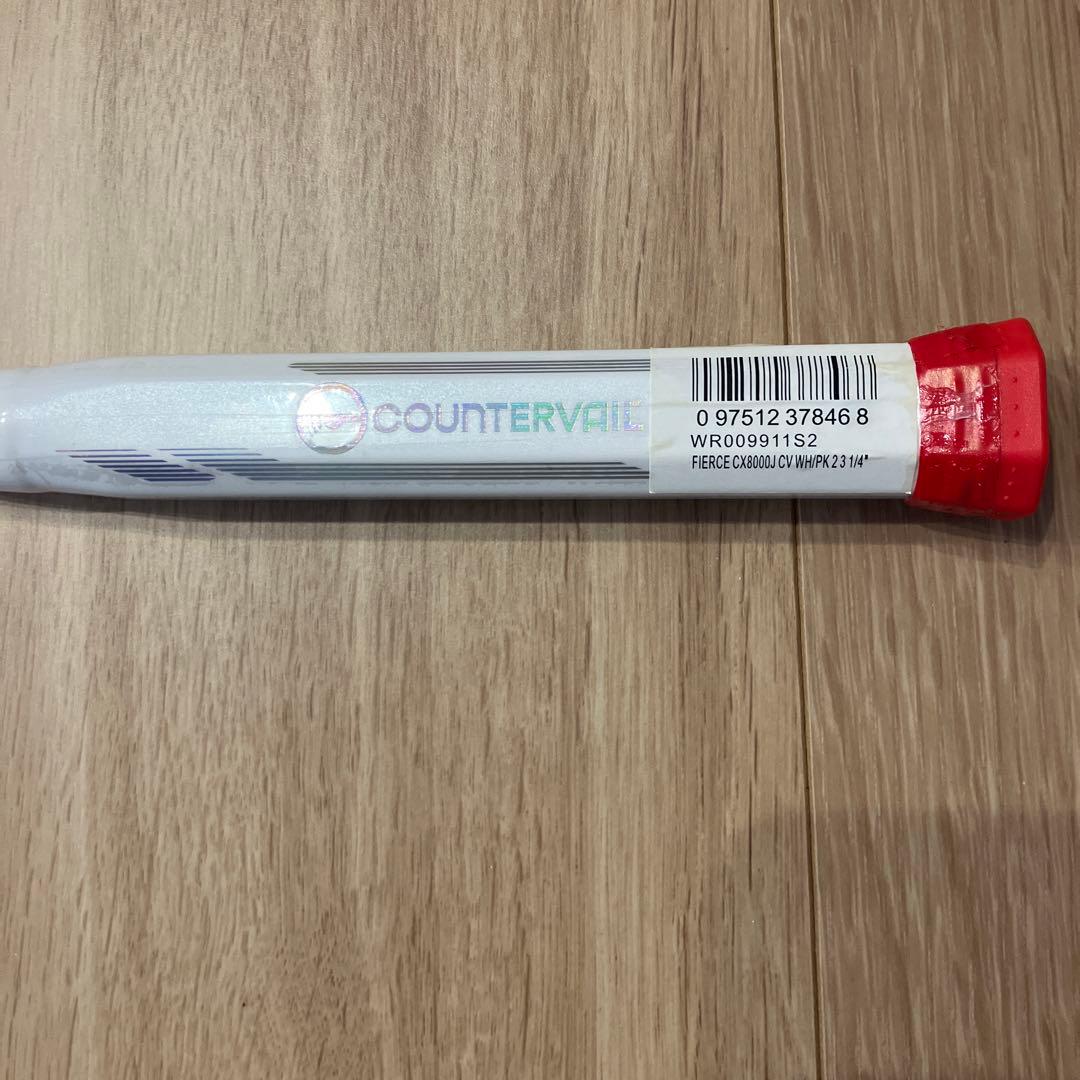 COUNTERVAIL
0 97512 37846 8
WR009911S2
FIERCE CX8000J CV WH/PK 2 3 1/4"